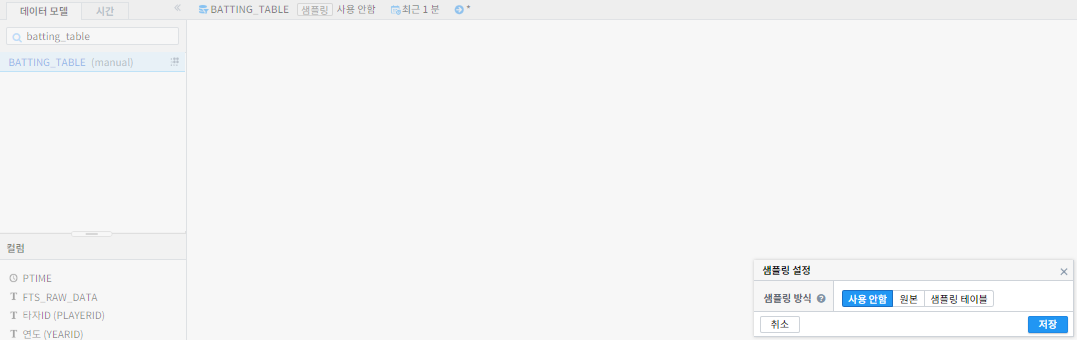 데이터 모델 시간
BATTING_TABLE 샘플링 사용 안함 최근 1 분 *
batting_table
BATTING_TABLE (manual)
컬럼
PTIME
T FTS_RAW_DATA
T 타자ID (PLAYERID)
T 연도 (YEARID)
샘플링 설정
샘플링 방식 사용 안함 원본 샘플링 테이블
취소 저장